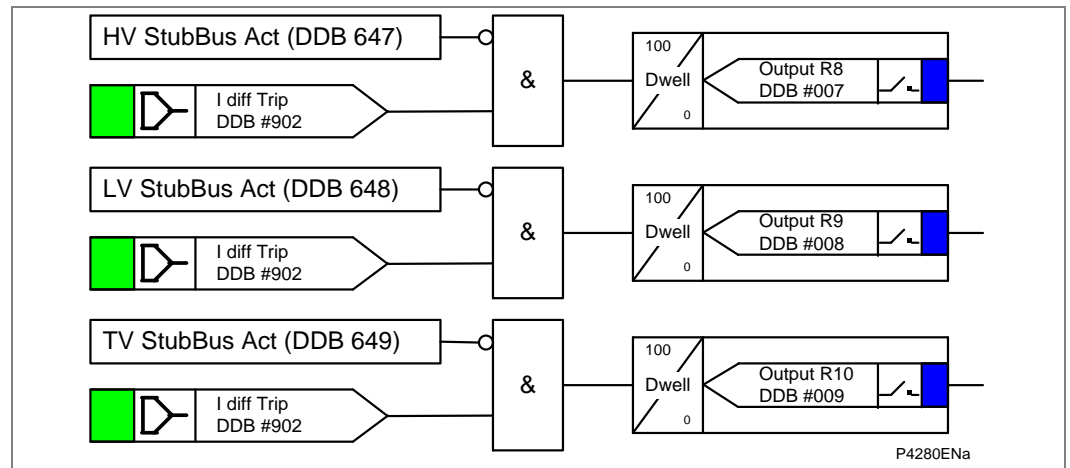 HV StubBus Act (DDB 647)
I diff Trip
DDB #902
&
100
Dwell
0
Output R8
DDB #007
LV StubBus Act (DDB 648)
I diff Trip
DDB #902
&
100
Dwell
0
Output R9
DDB #008
TV StubBus Act (DDB 649)
I diff Trip
DDB #902
&
100
Dwell
0
Output R10
DDB #009
P4280ENa